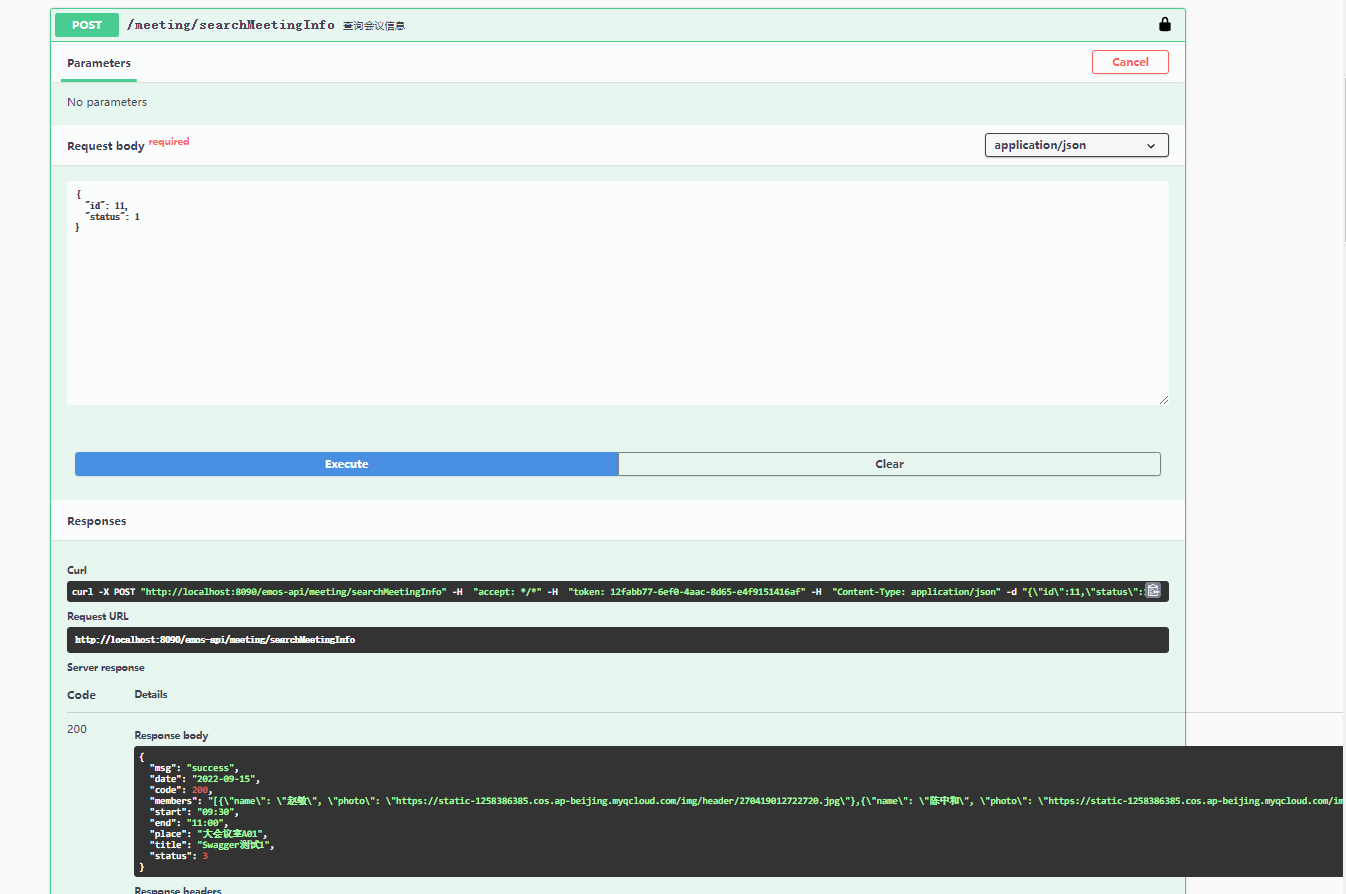 POST /meeting/searchMeetingInfo 查询会议信息
Parameters
Cancel
No parameters
Request body required
application/json
{
"id": 11,
"status": 1
}
Execute
Clear
Responses
Curl
curl -X POST "http://localhost:8090/emos-api/meeting/searchMeetingInfo" -H "accept: */*" -H "token: 12fabb77-6ef0-4aac-8d65-e4f9151416af" -H "Content-Type: application/json" -d "{\"id\":11,\"status\":
Request URL
http://localhost:8090/emos-api/meeting/searchMeetingInfo
Server response
Code
Details
200
Response body
{
"msg": "success",
"date": "2022-09-15",
"code": 200,
"members": "[{\"name\": \"赵敏\", \"photo\": \"https://static-1258386385.cos.ap-beijing.myqcloud.com/img/header/270419012722720.jpg\"},{\"name\": \"陈中和\", \"photo\": \"https://static-1258386385.cos.ap-beijing.myqcloud.com/im
"start": "09:30",
"end": "11:00",
"place": "大会议室A01",
"title": "Swagger测试1",
"status": 3
}
Response headers